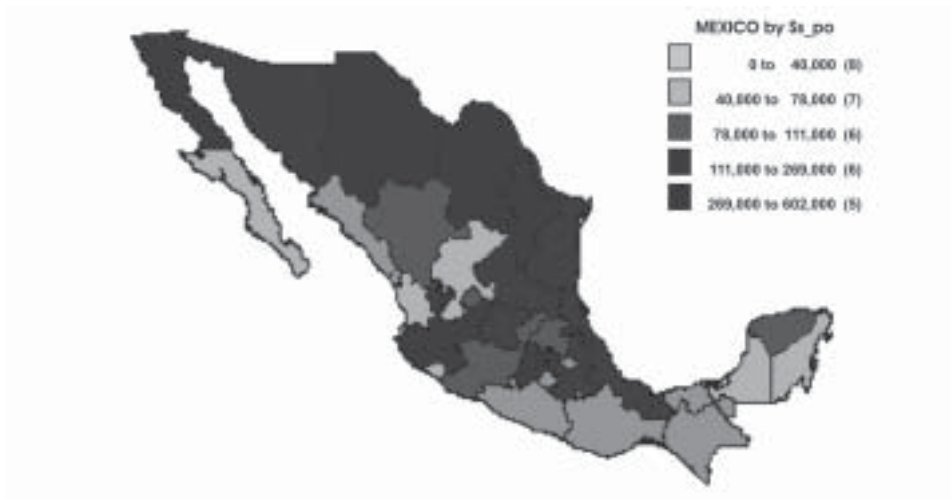 MEXICO by Ss_po
0 to 40,000 (8)
40,000 to 78,000 (7)
78,000 to 111,000 (6)
111,000 to 269,000 (6)
269,000 to 602,000 (5)